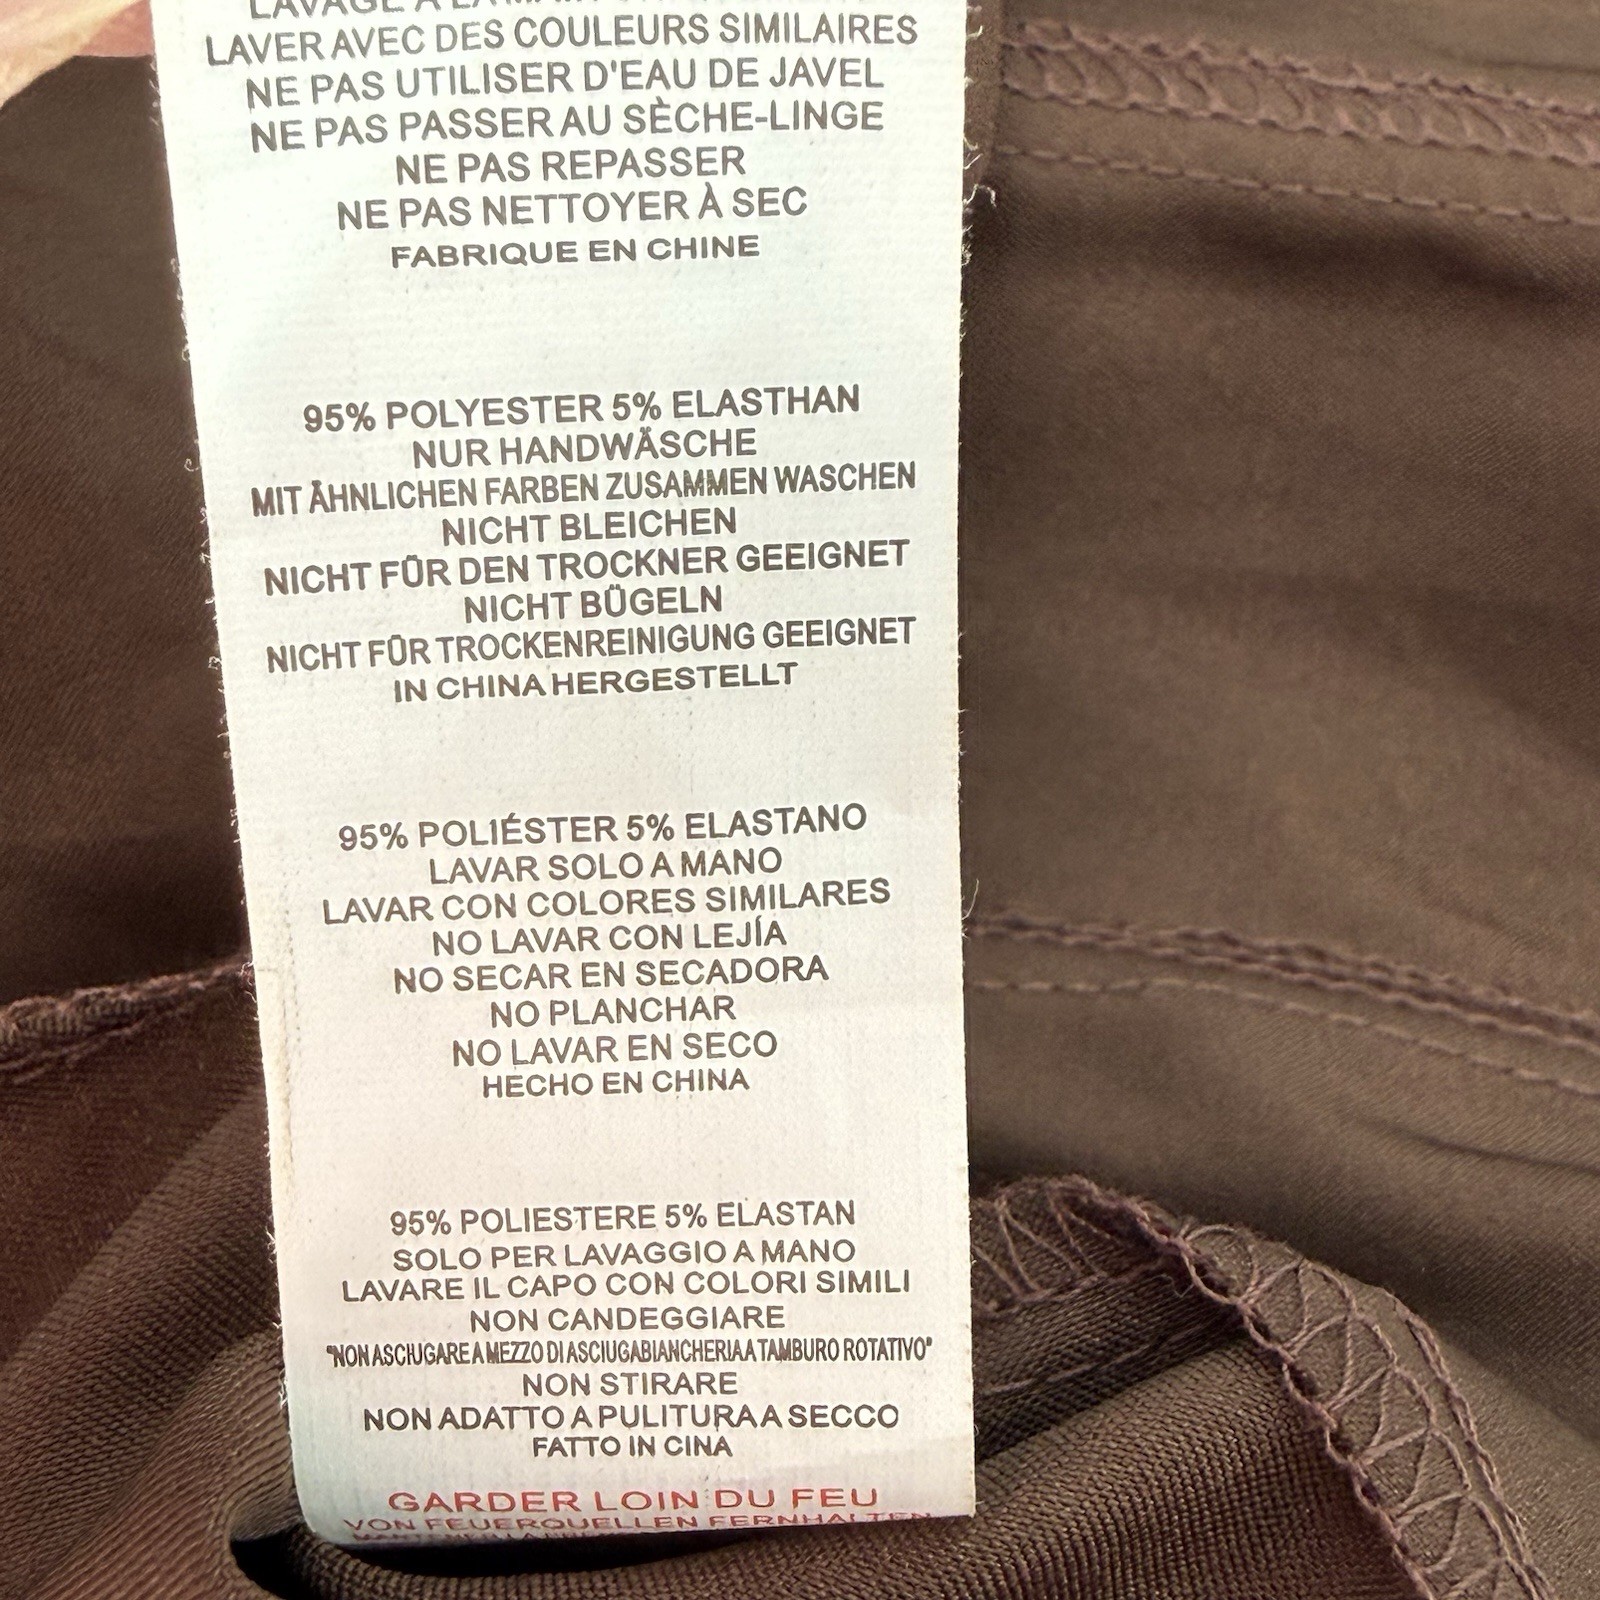 LAVAGE À LA MAIN
LAVER AVEC DES COULEURS SIMILAIRES
NE PAS UTILISER D'EAU DE JAVEL
NE PAS PASSER AU SÈCHE-LINGE
NE PAS REPASSER
NE PAS NETTOYER À SEC
FABRIQUE EN CHINE
95% POLYESTER 5% ELASTHAN
NUR HANDWÄSCHE
MIT ÄHNLICHEN FARBEN ZUSAMMEN WASCHEN
NICHT BLEICHEN
NICHT FÜR DEN TROCKNER GEEIGNET
NICHT BÜGELN
NICHT FÜR TROCKENREINIGUNG GEEIGNET
IN CHINA HERGESTELLT
95% POLIÉSTER 5% ELASTANO
LAVAR SOLO A MANO
LAVAR CON COLORES SIMILARES
NO LAVAR CON LEJÍA
NO SECAR EN SECADORA
NO PLANCHAR
NO LAVAR EN SECO
HECHO EN CHINA
95% POLIESTERE 5% ELASTAN
SOLO PER LAVAGGIO A MANO
LAVARE IL CAPO CON COLORI SIMILI
NON CANDEGGIARE
"NON ASCIUGARE A MEZZO DI ASCIUGABIANCHERIA A TAMBURO ROTATIVO"
NON STIRARE
NON ADATTO A PULITURA A SECCO
FATTO IN CINA
GARDER LOIN DU FEU
VON FEUERQUELLEN FERNHALTEN